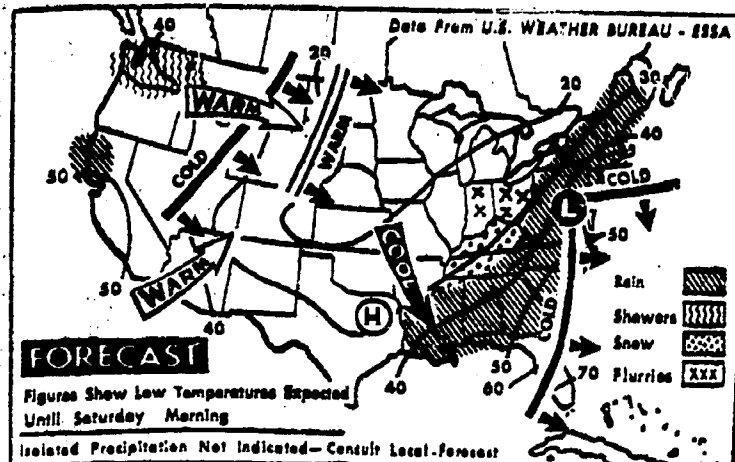 Data From U.S. WEATHER BUREAU - ESSA
40
20
WARM
20
30
COLD
WARM
40
50
COLD
L
50
COOL
50
WARM
40
H
Rain
Showers
COLD
Snow
FORECAST
40
50
60
70
Flurries
XXX
Figures Show Low Temperatures Expected
Until Saturday Morning
Isolated Precipitation Not Indicated—Consult Local Forecast